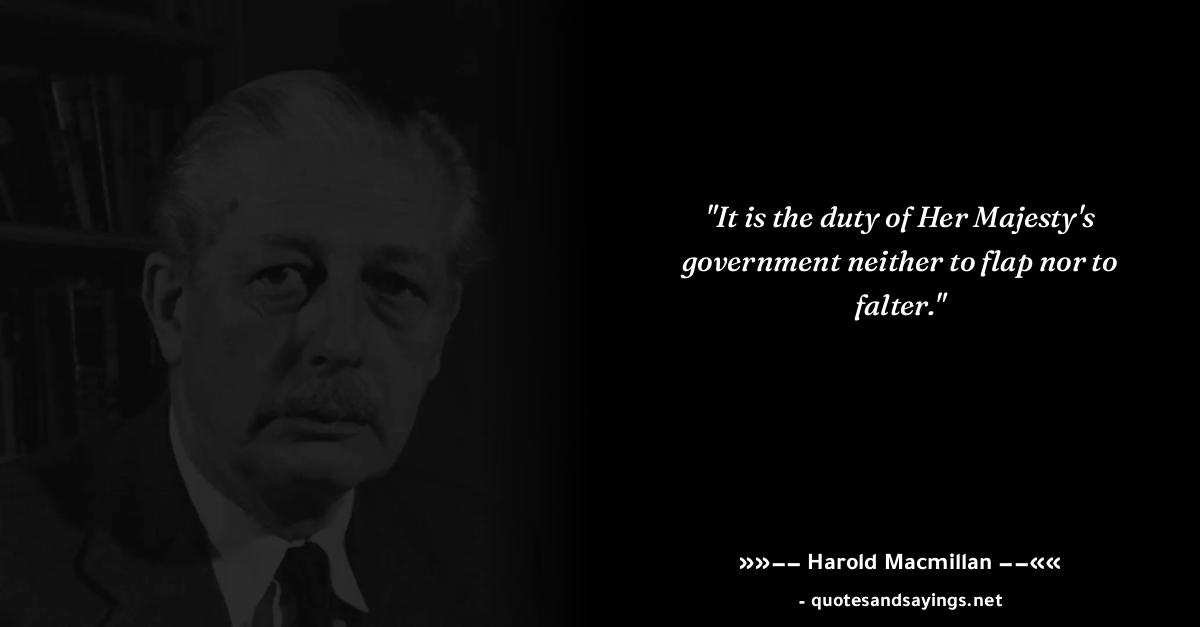 "It is the duty of Her Majesty's
government neither to flap nor to
falter."
»»–– Harold Macmillan ––««
- quotesandsayings.net